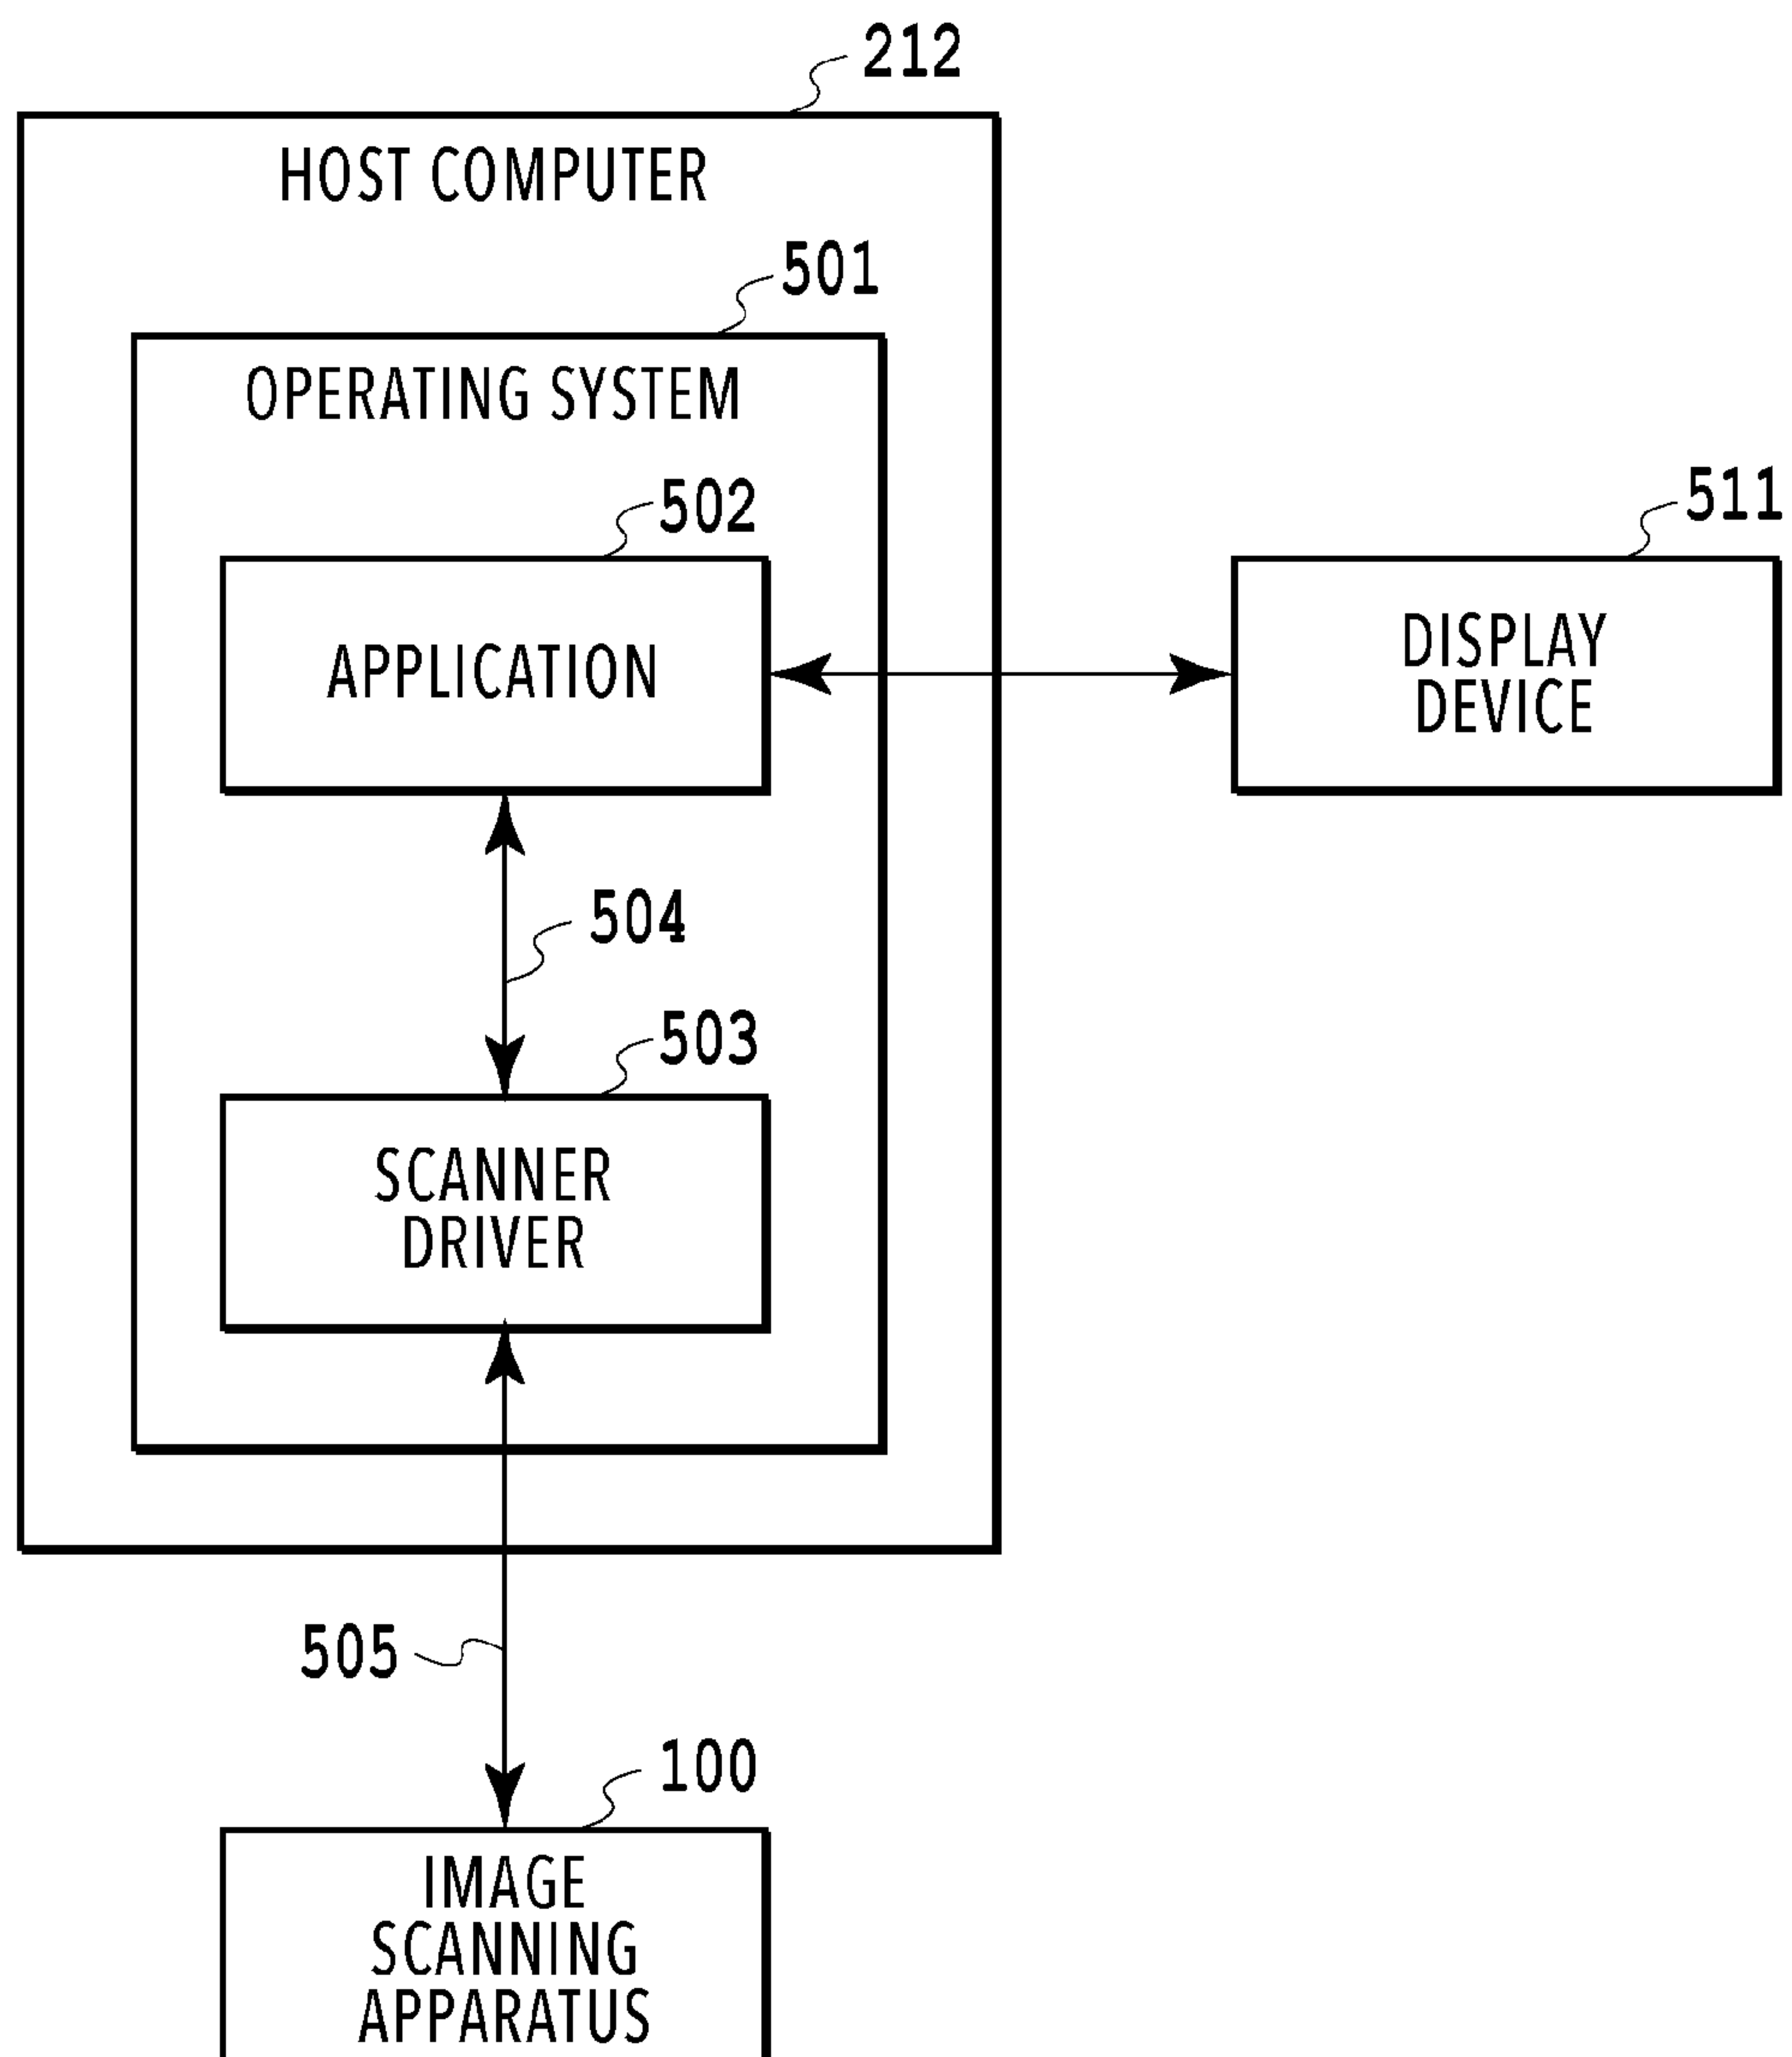 212
HOST COMPUTER
501
OPERATING SYSTEM
502
511
APPLICATION
DISPLAY
DEVICE
504
503
SCANNER
DRIVER
505
100
IMAGE
SCANNING
APPARATUS